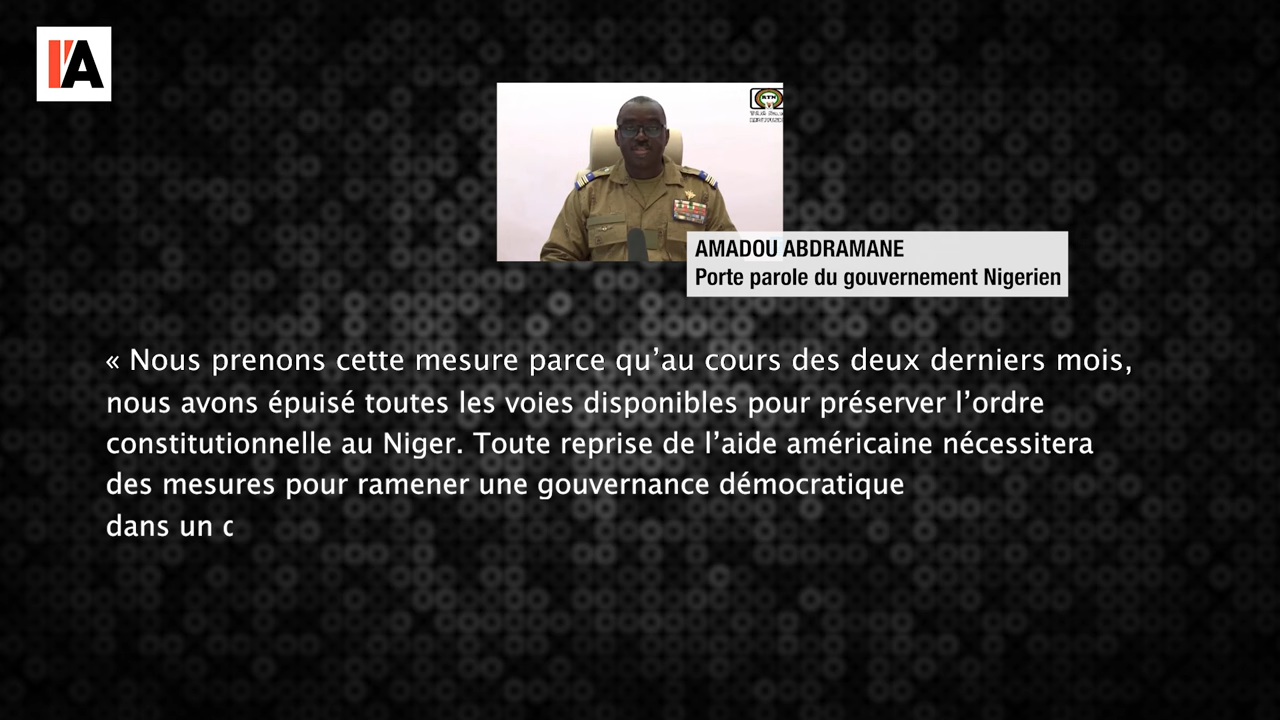 l'A
RTN
AMADOU ABDRAMANE
Porte parole du gouvernement Nigerien
« Nous prenons cette mesure parce qu’au cours des deux derniers mois,
nous avons épuisé toutes les voies disponibles pour préserver l’ordre
constitutionnelle au Niger. Toute reprise de l’aide américaine nécessitera
des mesures pour ramener une gouvernance démocratique
dans un c